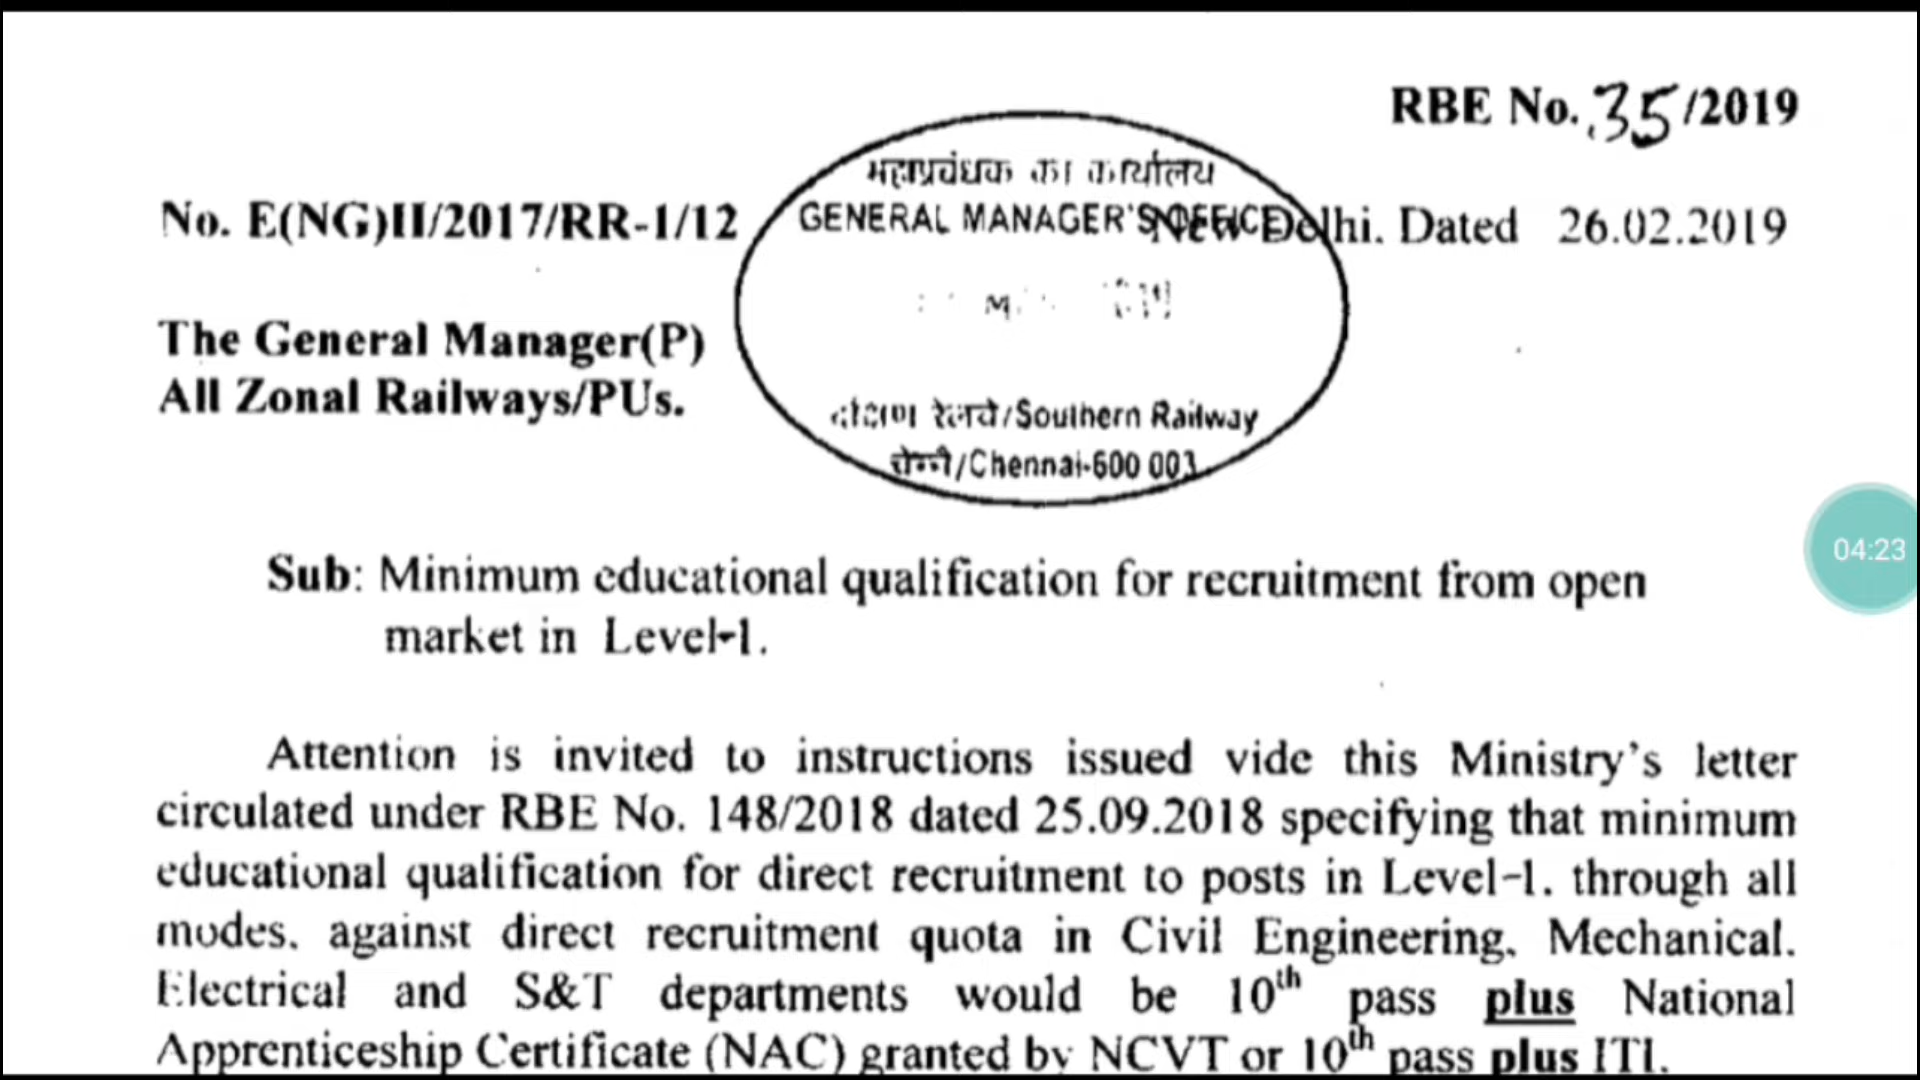 RBE No. 35/2019
महाप्रबंधक का कार्यालय
GENERAL MANAGER'S OFFICE
No. E(NG)II/2017/RR-1/12
New Delhi. Dated 26.02.2019
The General Manager(P)
All Zonal Railways/PUs.
रेलवे/Southern Railway
चेन्नै/Chennai-600 003
04:23
Sub: Minimum educational qualification for recruitment from open
market in Level-1.
Attention is invited to instructions issued vide this Ministry's letter
circulated under RBE No. 148/2018 dated 25.09.2018 specifying that minimum
educational qualification for direct recruitment to posts in Level-1. through all
modes. against direct recruitment quota in Civil Engineering. Mechanical.
Electrical and S&T departments would be 10th pass plus National
Apprenticeship Certificate (NAC) granted by NCVT or 10th pass plus ITI.